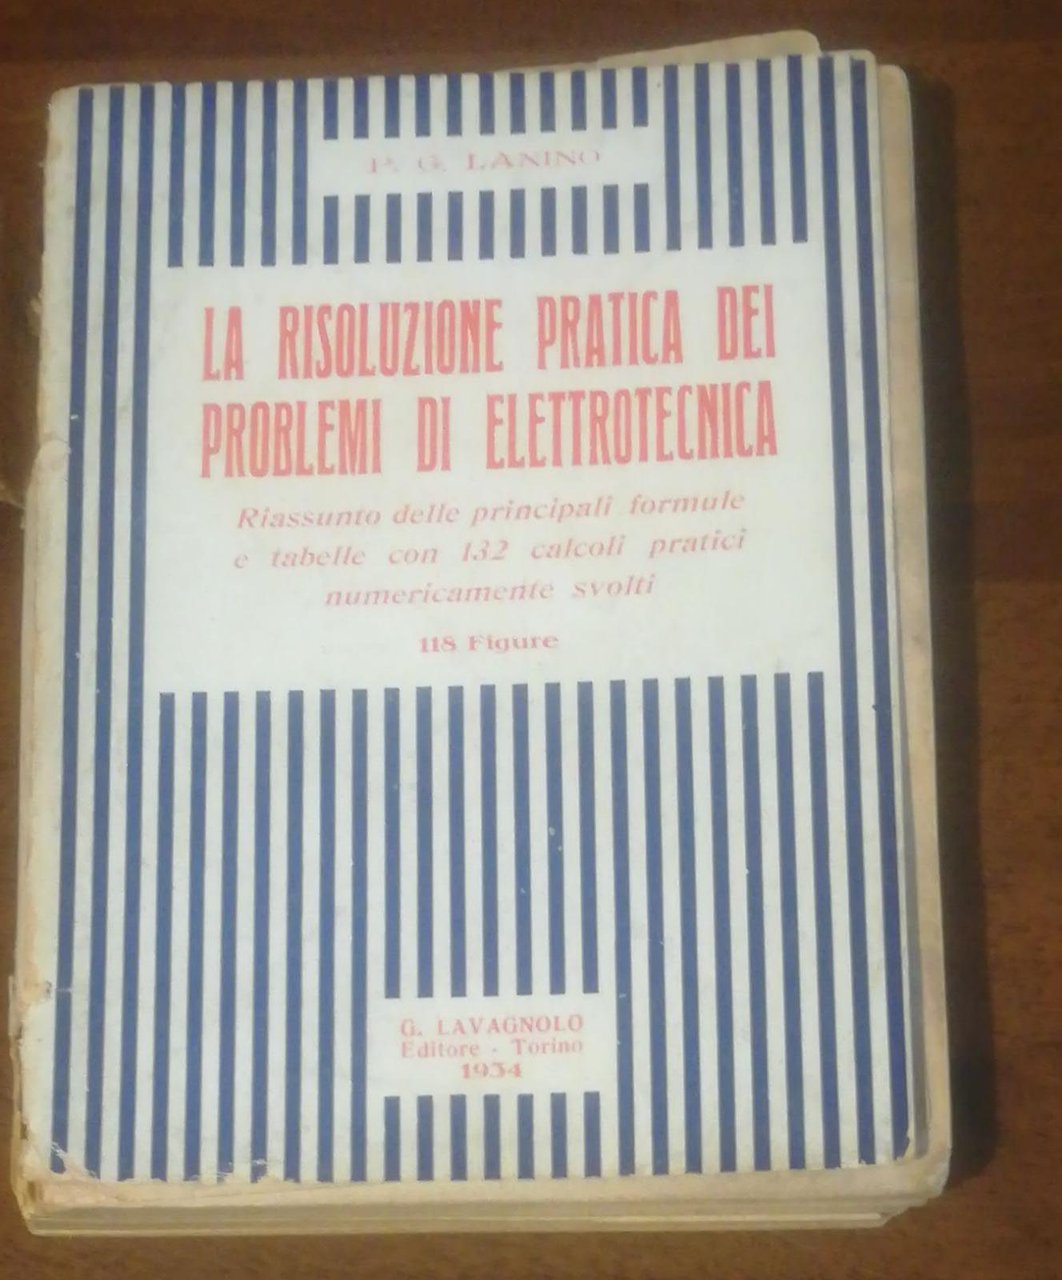 P. G. LANINO
LA RISOLUZIONE PRATICA DEI
PROBLEMI DI ELETTROTECNICA
Riassunto delle principali formule
e tabelle con 132 calcoli pratici
numericamente svolti
118 Figure
G. LAVAGNOLO
Editore - Torino
1934